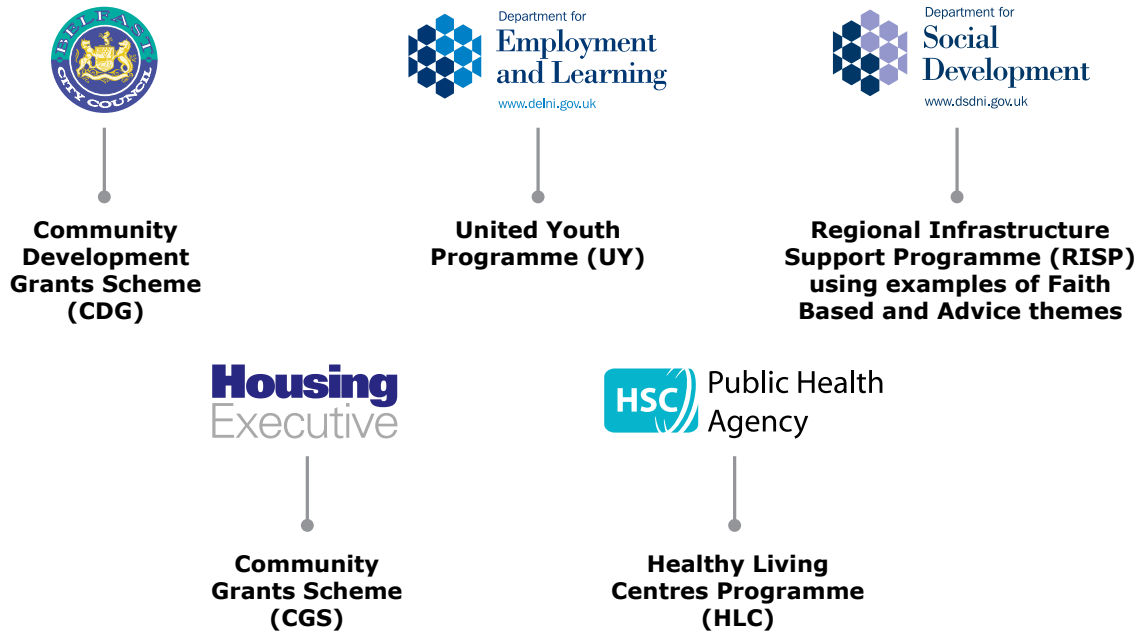 BELFAST
CITY COUNCIL
Department for
Employment
and Learning
www.delni.gov.uk
Department for
Social
Development
www.dsdni.gov.uk
Community
Development
Grants Scheme
(CDG)
United Youth
Programme (UY)
Regional Infrastructure
Support Programme (RISP)
using examples of Faith
Based and Advice themes
Housing
Executive
HSC
Public Health
Agency
Community
Grants Scheme
(CGS)
Healthy Living
Centres Programme
(HLC)